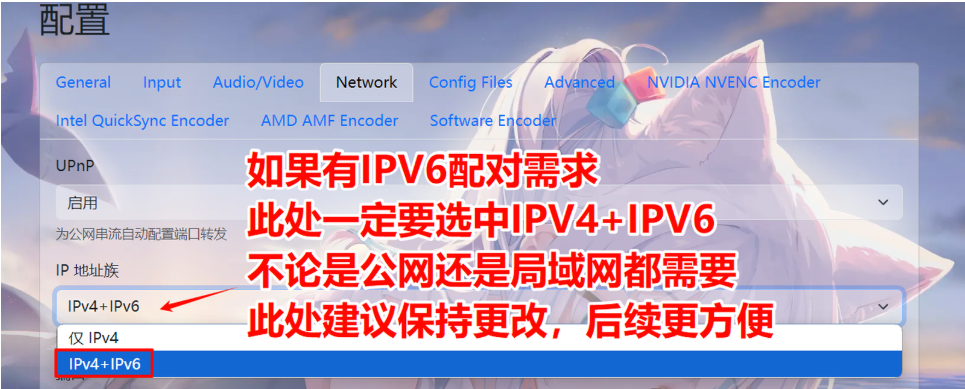 配置
General Input Audio/Video Network Config Files Advanced NVIDIA NVENC Encoder
Intel QuickSync Encoder AMD AMF Encoder Software Encoder
UPnP
启用
为公网串流自动配置端口转发
IP 地址族
IPv4+IPv6
仅 IPv4
IPv4+IPv6
如果有IPV6配对需求
此处一定要选中IPV4+IPV6
不论是公网还是局域网都需要
此处建议保持更改，后续更方便